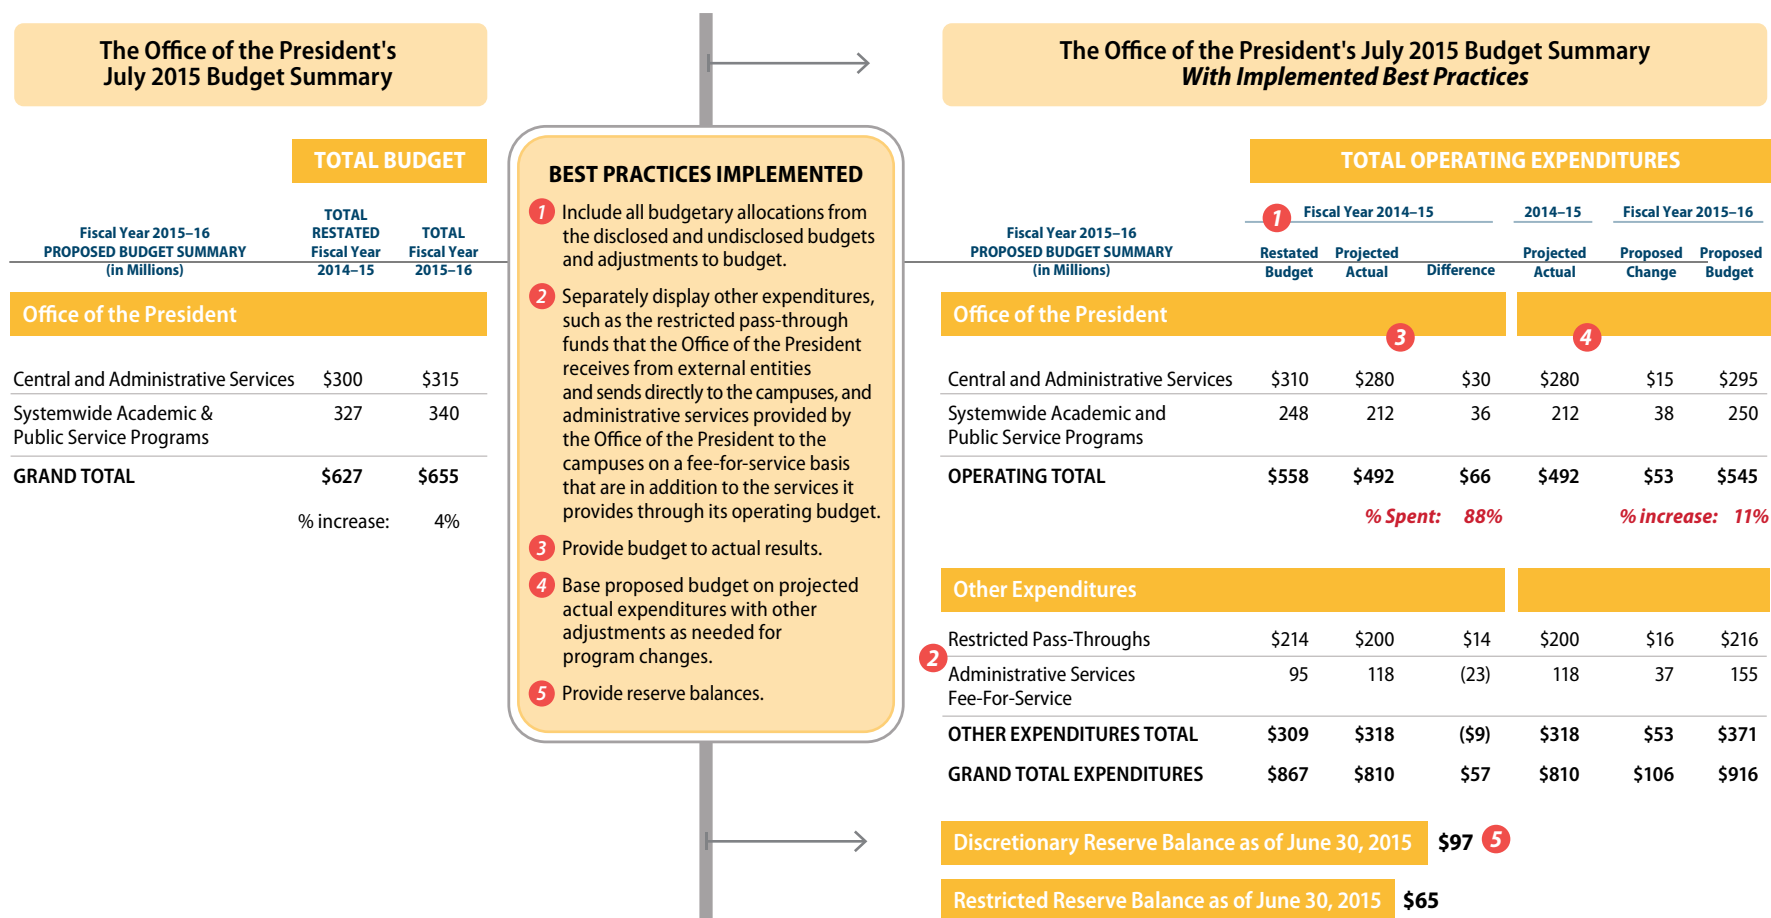 The Office of the President's
July 2015 Budget Summary
TOTAL BUDGET
Fiscal Year 2015–16
PROPOSED BUDGET SUMMARY
(in Millions)
TOTAL
RESTATED
Fiscal Year
2014–15
TOTAL
Fiscal Year
2015–16
Office of the President
Central and Administrative Services $300 $315
Systemwide Academic & 327 340
Public Service Programs
GRAND TOTAL $627 $655
% increase: 4%
BEST PRACTICES IMPLEMENTED
1 Include all budgetary allocations from
the disclosed and undisclosed budgets
and adjustments to budget.
2 Separately display other expenditures,
such as the restricted pass-through
funds that the Office of the President
receives from external entities
and sends directly to the campuses, and
administrative services provided by
the Office of the President to the
campuses on a fee-for-service basis
that are in addition to the services it
provides through its operating budget.
3 Provide budget to actual results.
4 Base proposed budget on projected
actual expenditures with other
adjustments as needed for
program changes.
5 Provide reserve balances.
The Office of the President's July 2015 Budget Summary
With Implemented Best Practices
TOTAL OPERATING EXPENDITURES
1 Fiscal Year 2014–15 2014–15 Fiscal Year 2015–16
Fiscal Year 2015–16
PROPOSED BUDGET SUMMARY
(in Millions)
Restated Projected Projected Proposed Proposed
Budget Actual Difference Actual Change Budget
Office of the President
3 4
Central and Administrative Services $310 $280 $30 $280 $15 $295
Systemwide Academic and 248 212 36 212 38 250
Public Service Programs
OPERATING TOTAL $558 $492 $66 $492 $53 $545
% Spent: 88% % increase: 11%
Other Expenditures
Restricted Pass-Throughs $214 $200 $14 $200 $16 $216
2
Administrative Services 95 118 (23) 118 37 155
Fee-For-Service
OTHER EXPENDITURES TOTAL $309 $318 ($9) $318 $53 $371
GRAND TOTAL EXPENDITURES $867 $810 $57 $810 $106 $916
Discretionary Reserve Balance as of June 30, 2015 $97 5
Restricted Reserve Balance as of June 30, 2015 $65